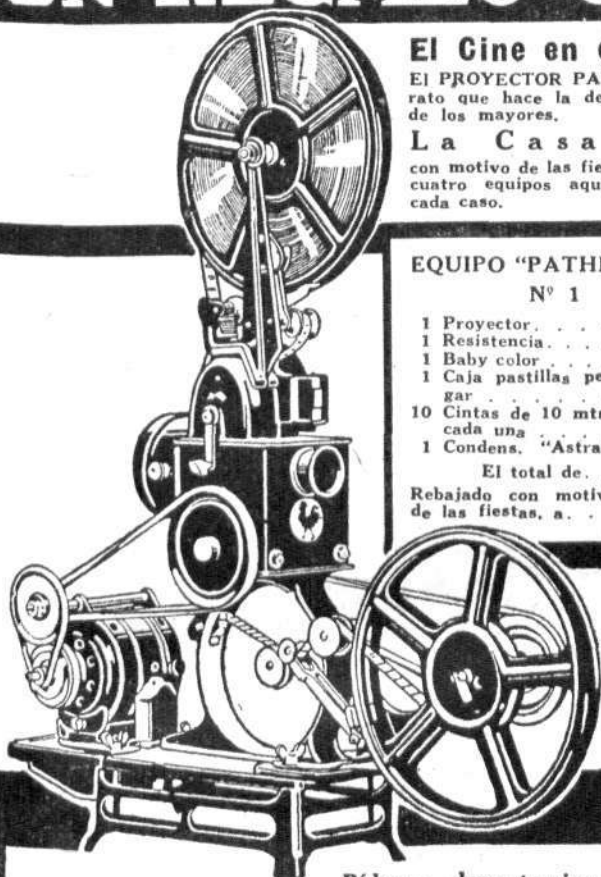 El Cine en
El PROYECTOR PA
rato que hace la de
de los mayores.
La Casa
con motivo de las fie
cuatro equipos aqu
cada caso.
EQUIPO "PATH
Nº 1
1 Proyector. . . .
1 Resistencia. . . .
1 Baby color . . .
1 Caja pastillas pe
gar . . . . .
10 Cintas de 10 mt
cada una . . .
1 Condens. "Astra
El total de.
Rebajado con motiv
de las fiestas, a. .